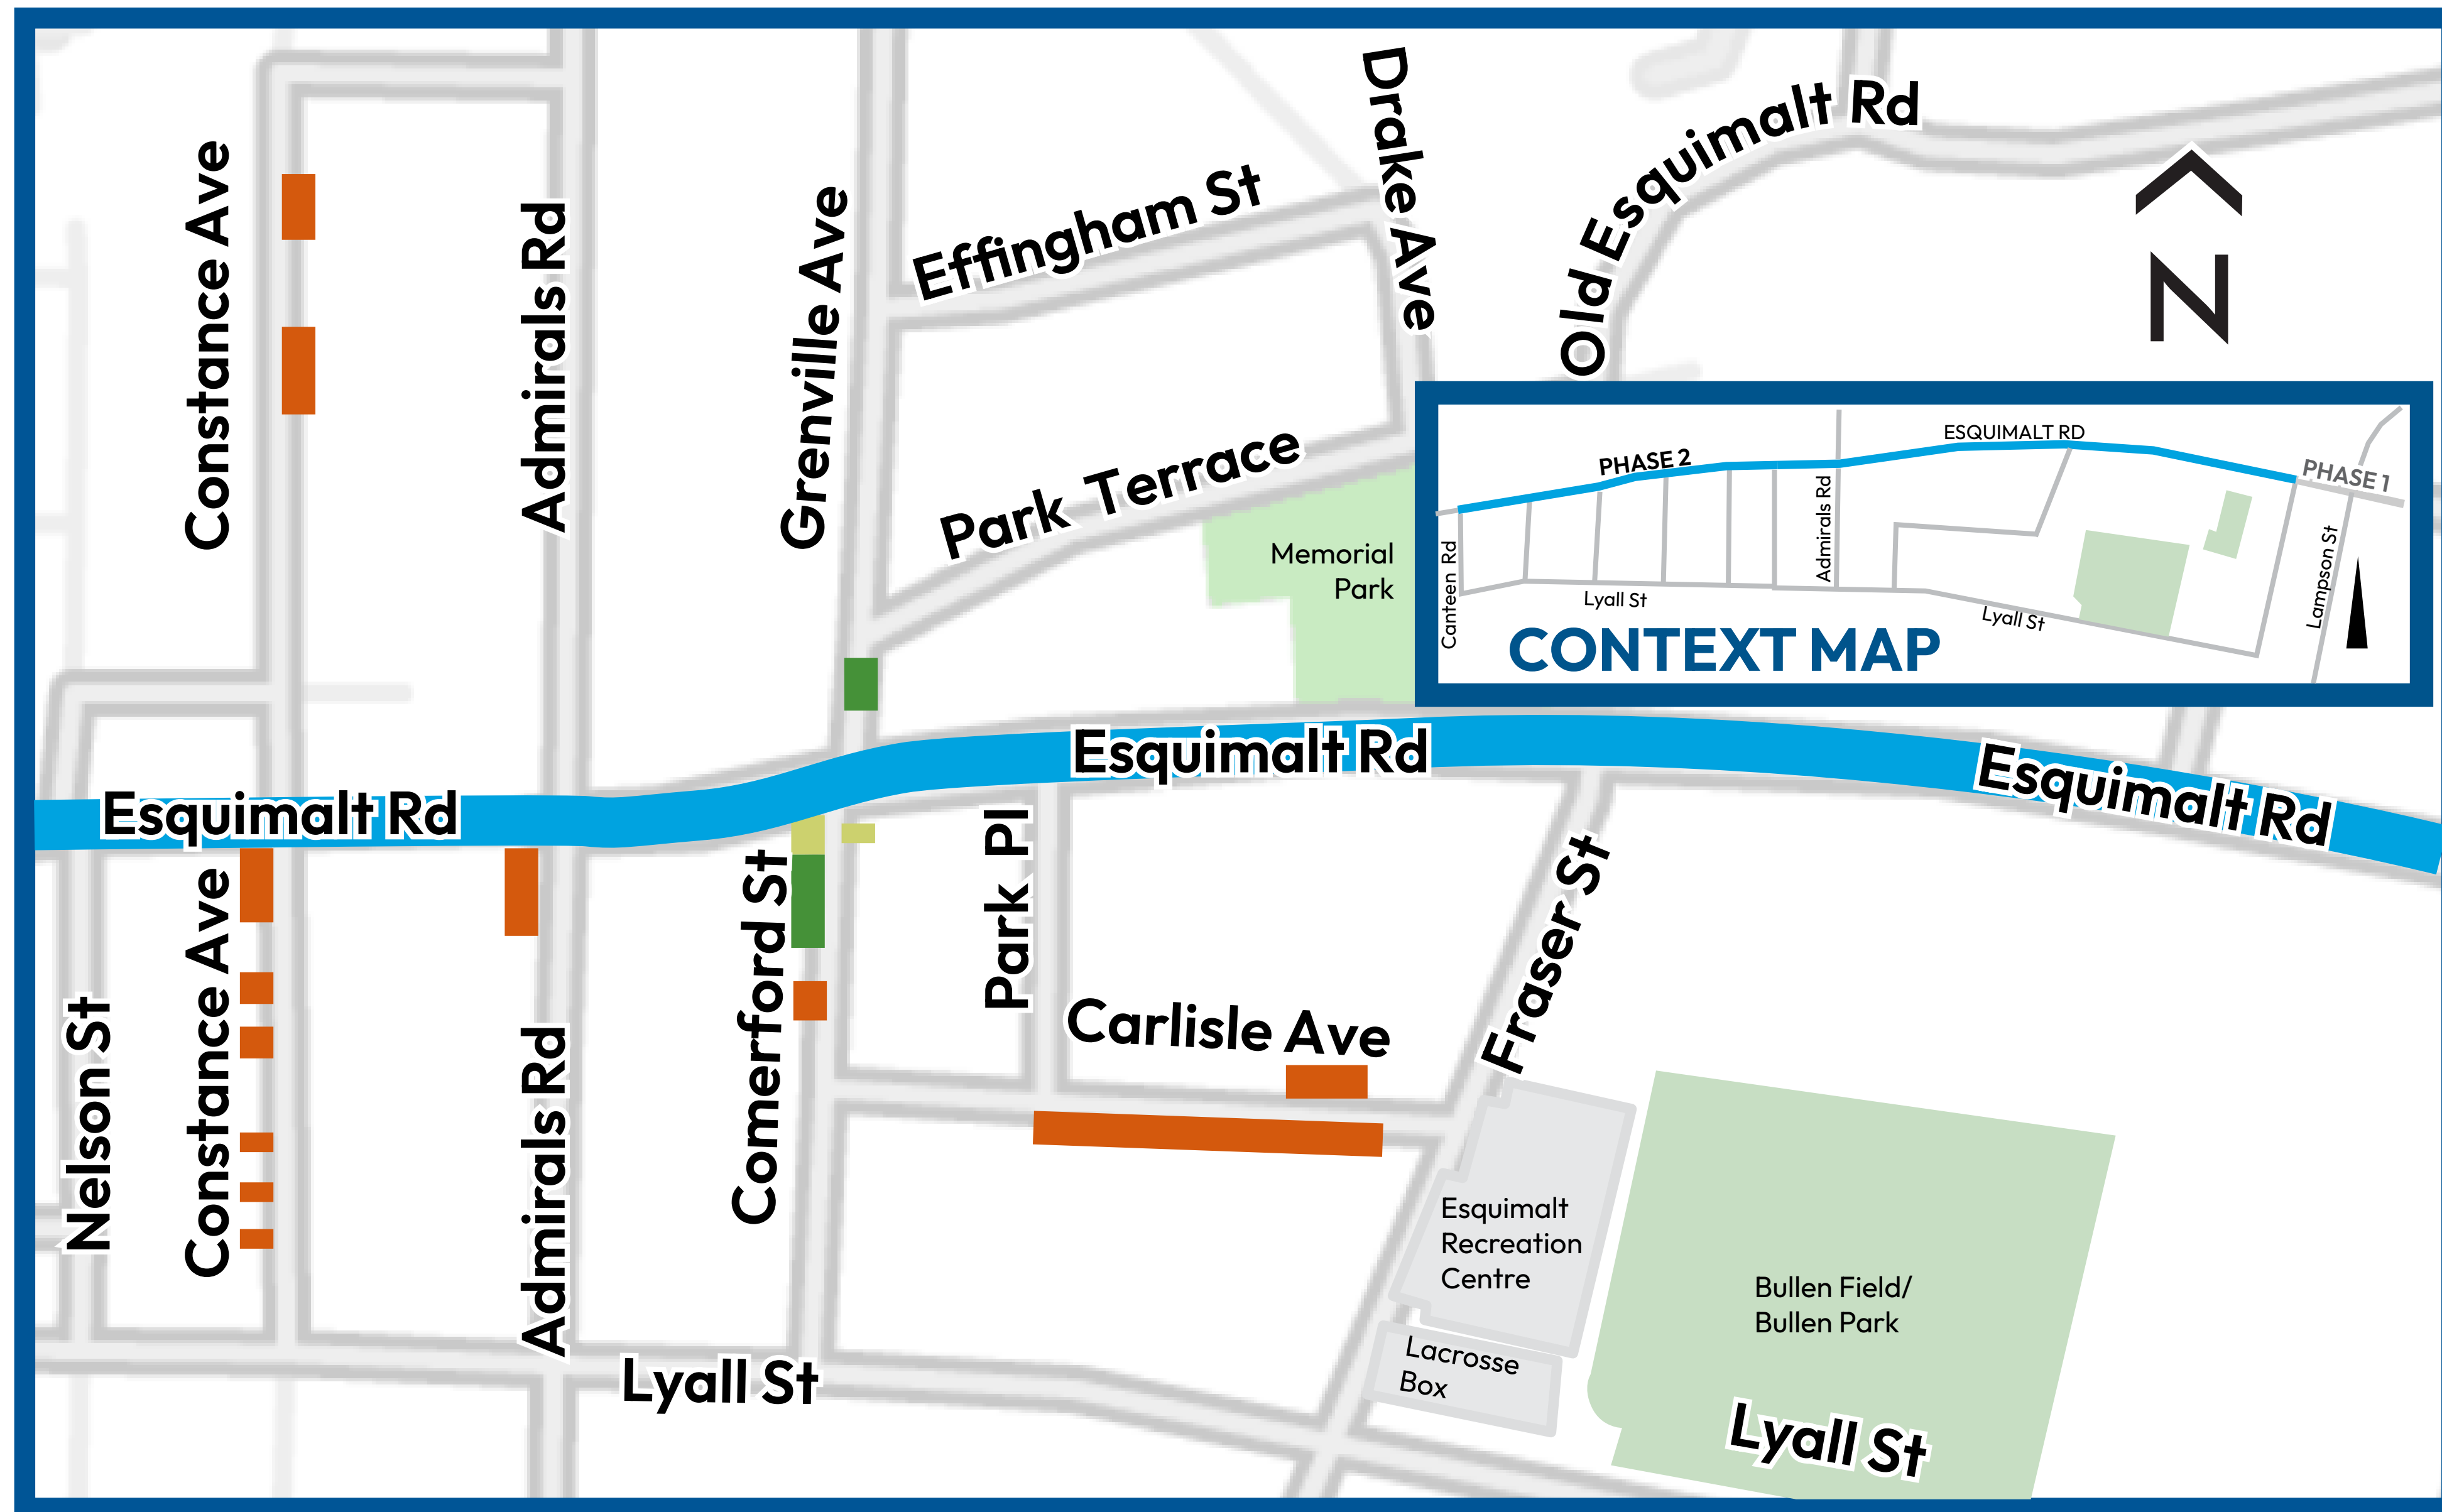 Constance Ave
Admirals Rd
Grenville Ave
Effingham St
Drake Ave
Old Esquimalt Rd
N
Park Terrace
Memorial
Park
ESQUIMALT RD
PHASE 2
PHASE 1
Admirals Rd
Canteen Rd
Lampson St
Lyall St
Lyall St
CONTEXT MAP
Esquimalt Rd
Esquimalt Rd
Esquimalt Rd
Nelson St
Constance Ave
Admirals Rd
Comerford St
Park Pl
Carlisle Ave
Fraser St
Esquimalt
Recreation
Centre
Lacrosse
Box
Bullen Field/
Bullen Park
Lyall St
Lyall St